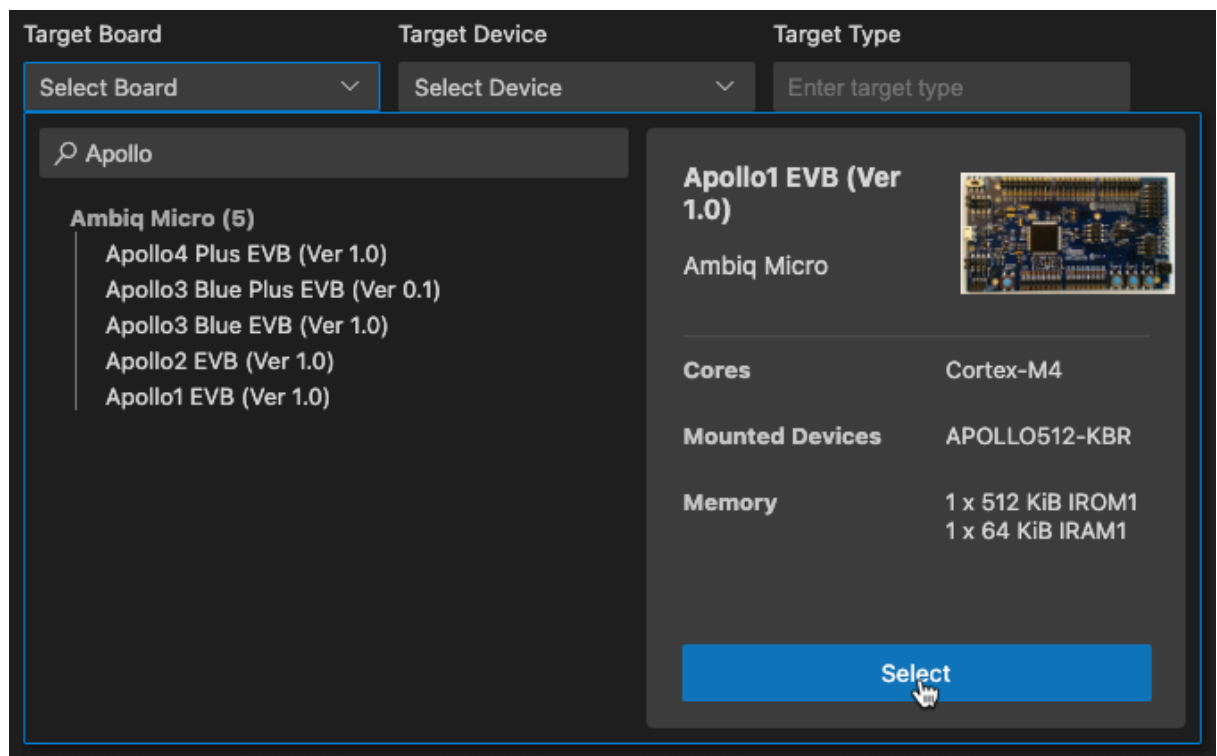 Target Board
Target Device
Target Type
Select Board
Select Device
Enter target type
Apollo
Ambiq Micro (5)
Apollo4 Plus EVB (Ver 1.0)
Apollo3 Blue Plus EVB (Ver 0.1)
Apollo3 Blue EVB (Ver 1.0)
Apollo2 EVB (Ver 1.0)
Apollo1 EVB (Ver 1.0)
Apollo1 EVB (Ver
1.0)
Ambiq Micro
Cores
Cortex-M4
Mounted Devices
APOLLO512-KBR
Memory
1 x 512 KiB IROM1
1 x 64 KiB IRAM1
Select